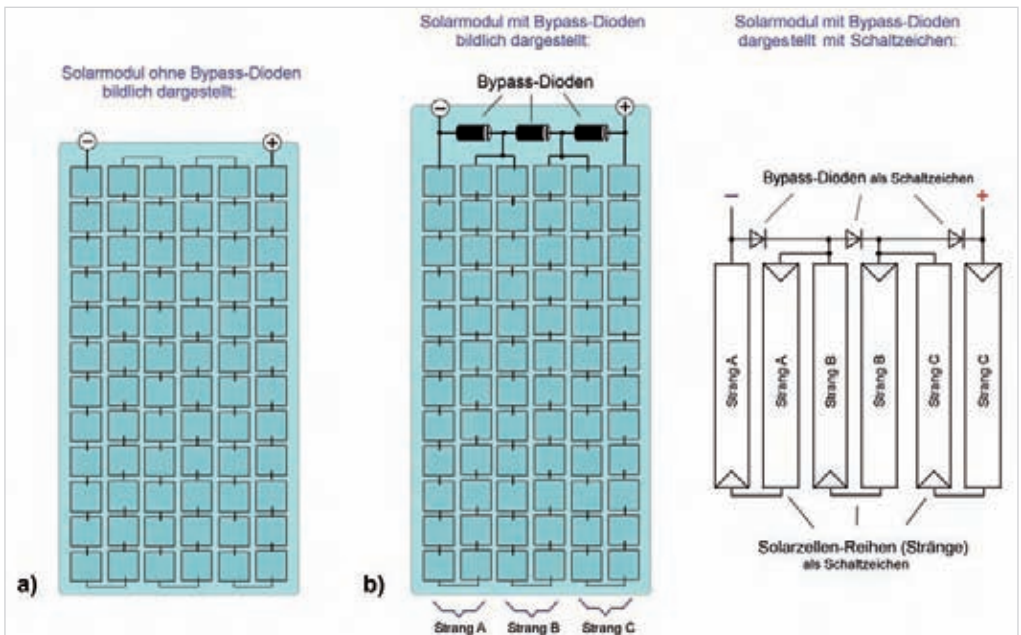 Solarmodul ohne Bypass-Dioden
bildlich dargestellt:
−
+
a)
Solarmodul mit Bypass-Dioden
bildlich dargestellt:
Bypass-Dioden
−
+
b)
Strang A
Strang B
Strang C
Solarmodul mit Bypass-Dioden
dargestellt mit Schaltzeichen:
Bypass-Dioden als Schaltzeichen
−
+
Strang A
Strang A
Strang B
Strang B
Strang C
Strang C
Solarzellen-Reihen (Stränge)
als Schaltzeichen